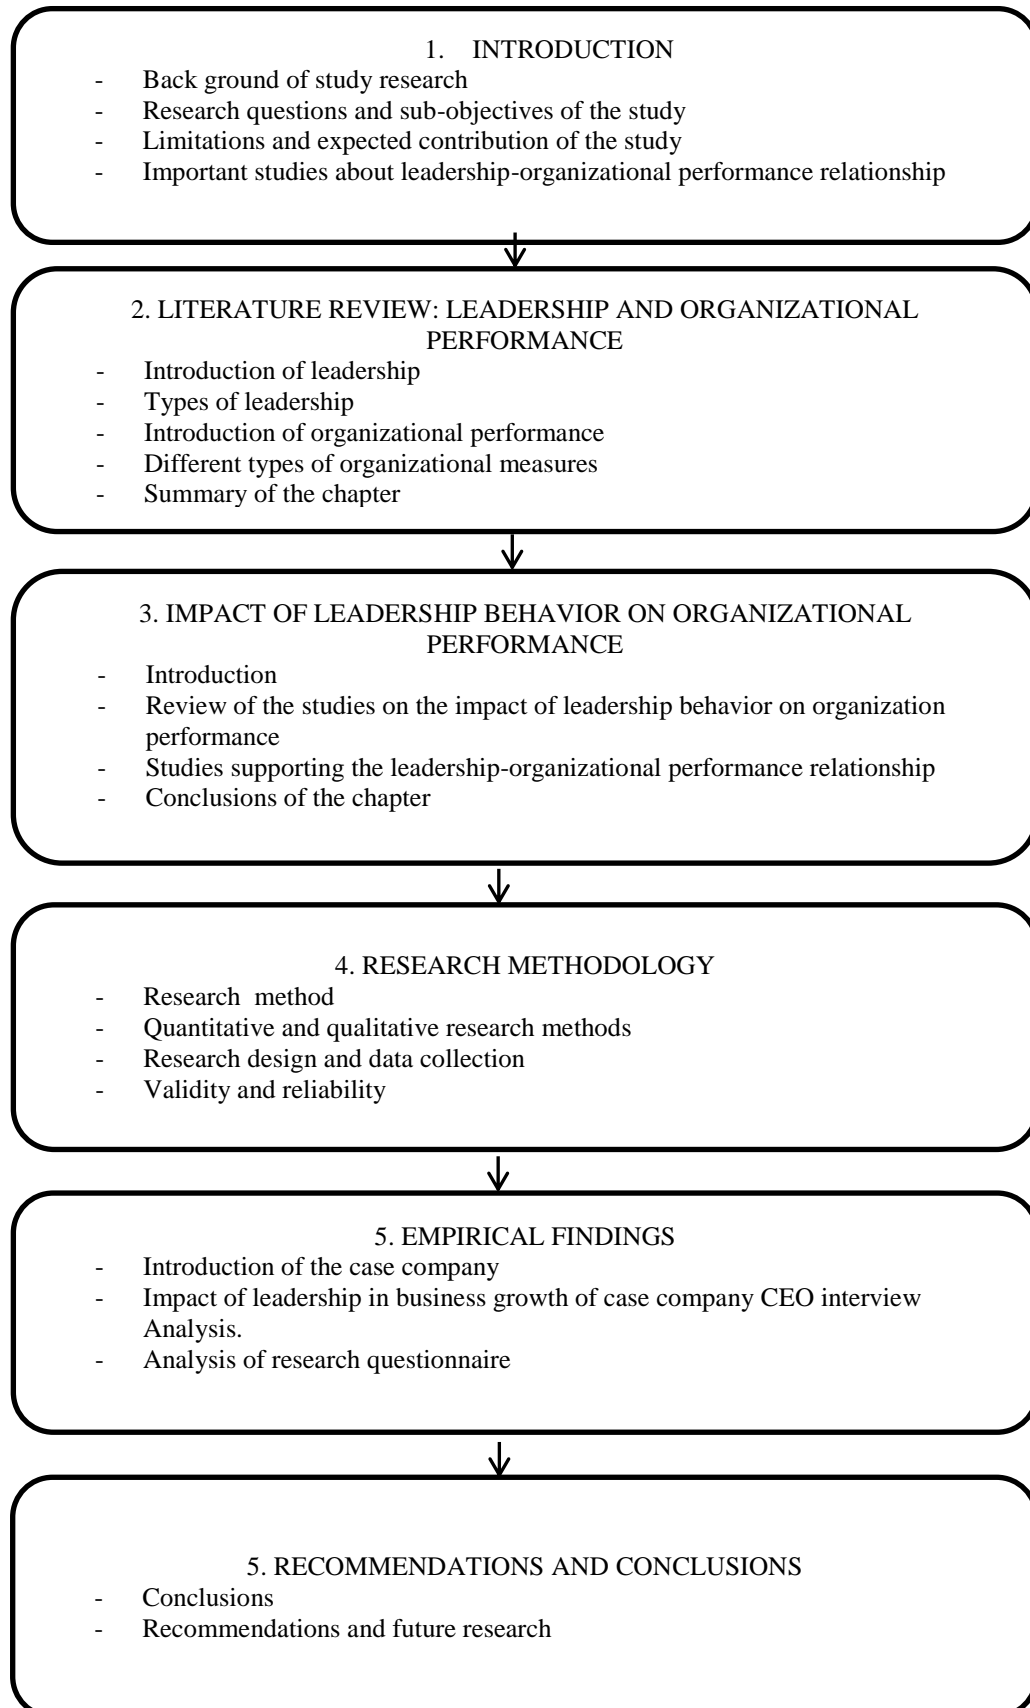 1. INTRODUCTION
- Back ground of study research
- Research questions and sub-objectives of the study
- Limitations and expected contribution of the study
- Important studies about leadership-organizational performance relationship
2. LITERATURE REVIEW: LEADERSHIP AND ORGANIZATIONAL
PERFORMANCE
- Introduction of leadership
- Types of leadership
- Introduction of organizational performance
- Different types of organizational measures
- Summary of the chapter
3. IMPACT OF LEADERSHIP BEHAVIOR ON ORGANIZATIONAL
PERFORMANCE
- Introduction
- Review of the studies on the impact of leadership behavior on organization
performance
- Studies supporting the leadership-organizational performance relationship
- Conclusions of the chapter
4. RESEARCH METHODOLOGY
- Research method
- Quantitative and qualitative research methods
- Research design and data collection
- Validity and reliability
5. EMPIRICAL FINDINGS
- Introduction of the case company
- Impact of leadership in business growth of case company CEO interview
Analysis.
- Analysis of research questionnaire
5. RECOMMENDATIONS AND CONCLUSIONS
- Conclusions
- Recommendations and future research